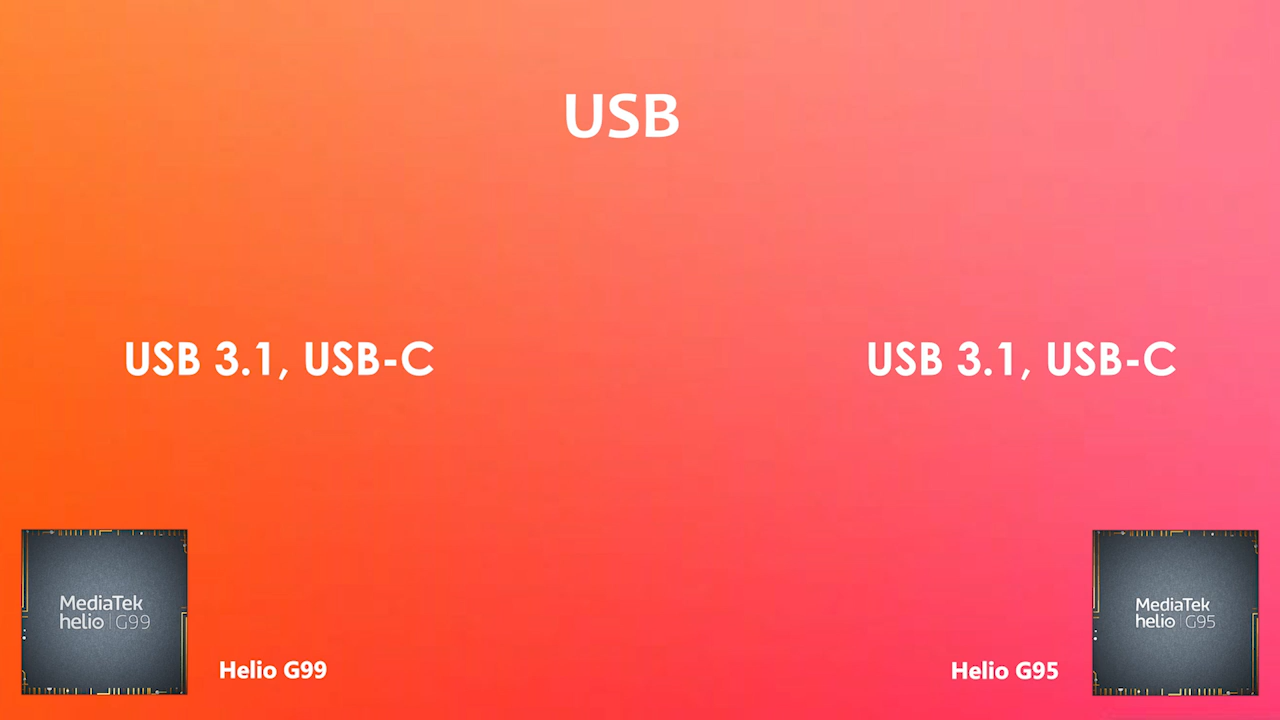 USB
USB 3.1, USB-C
USB 3.1, USB-C
MediaTek
helio | G99
Helio G99
Helio G95
MediaTek
helio | G95